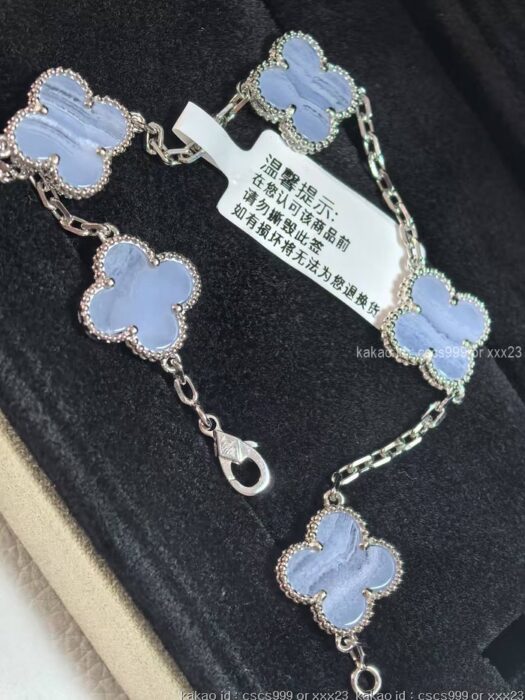 温馨提示:
在您认可该商品前
请勿撕毁此签
如有损坏将无法为您退换货
kakao id : cscs999 or xxx23
kakao id : cscs999 or xxx23